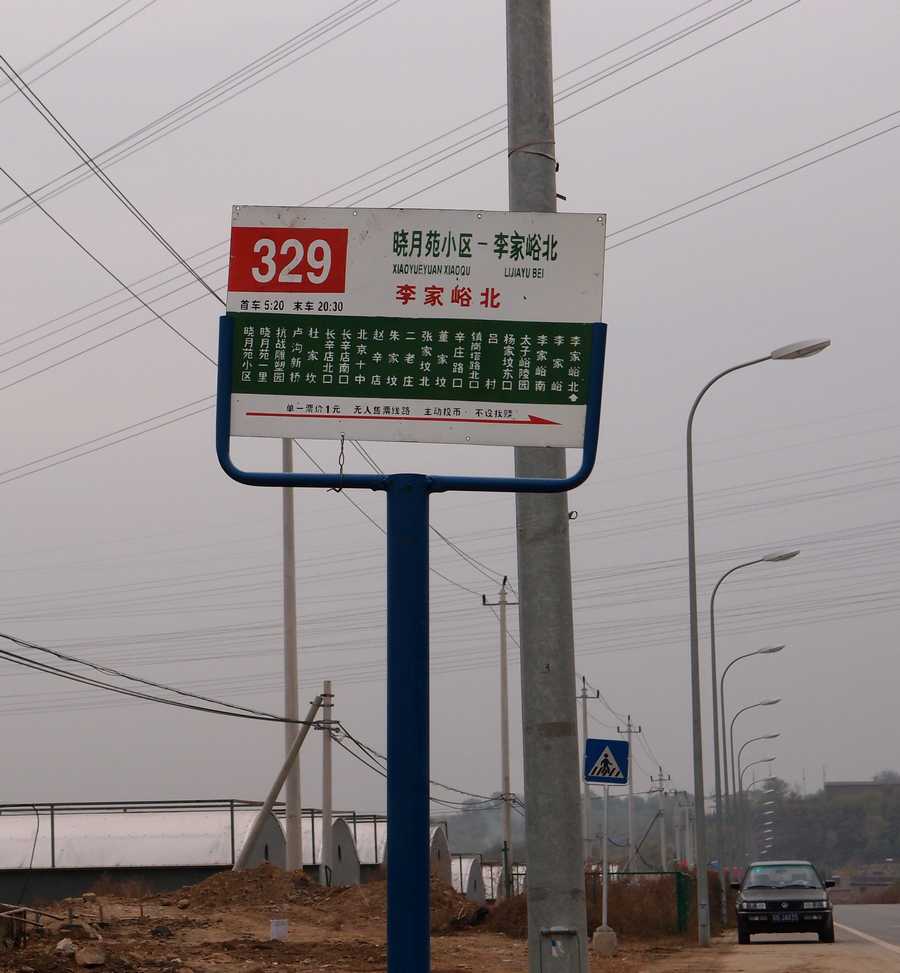 329
晓月苑小区－李家峪北
XIAOYUEYUAN XIAOQU LIJIAYU BEI
李家峪北
首车 5:20 末车 20:30
晓月苑小区
晓月苑一里
抗战雕塑园
卢沟新桥
杜家坎
长辛店北口
长辛店南口
北京十中
赵辛店
朱家坟
二老庄
张家坟北
董家坟
辛庄路口
镇岗塔路北口
吕村
杨家坟东口
太子峪陵园
李家峪南
李家峪
李家峪北
单一票价1元 无人售票线路 主动投币 不设找赎
3